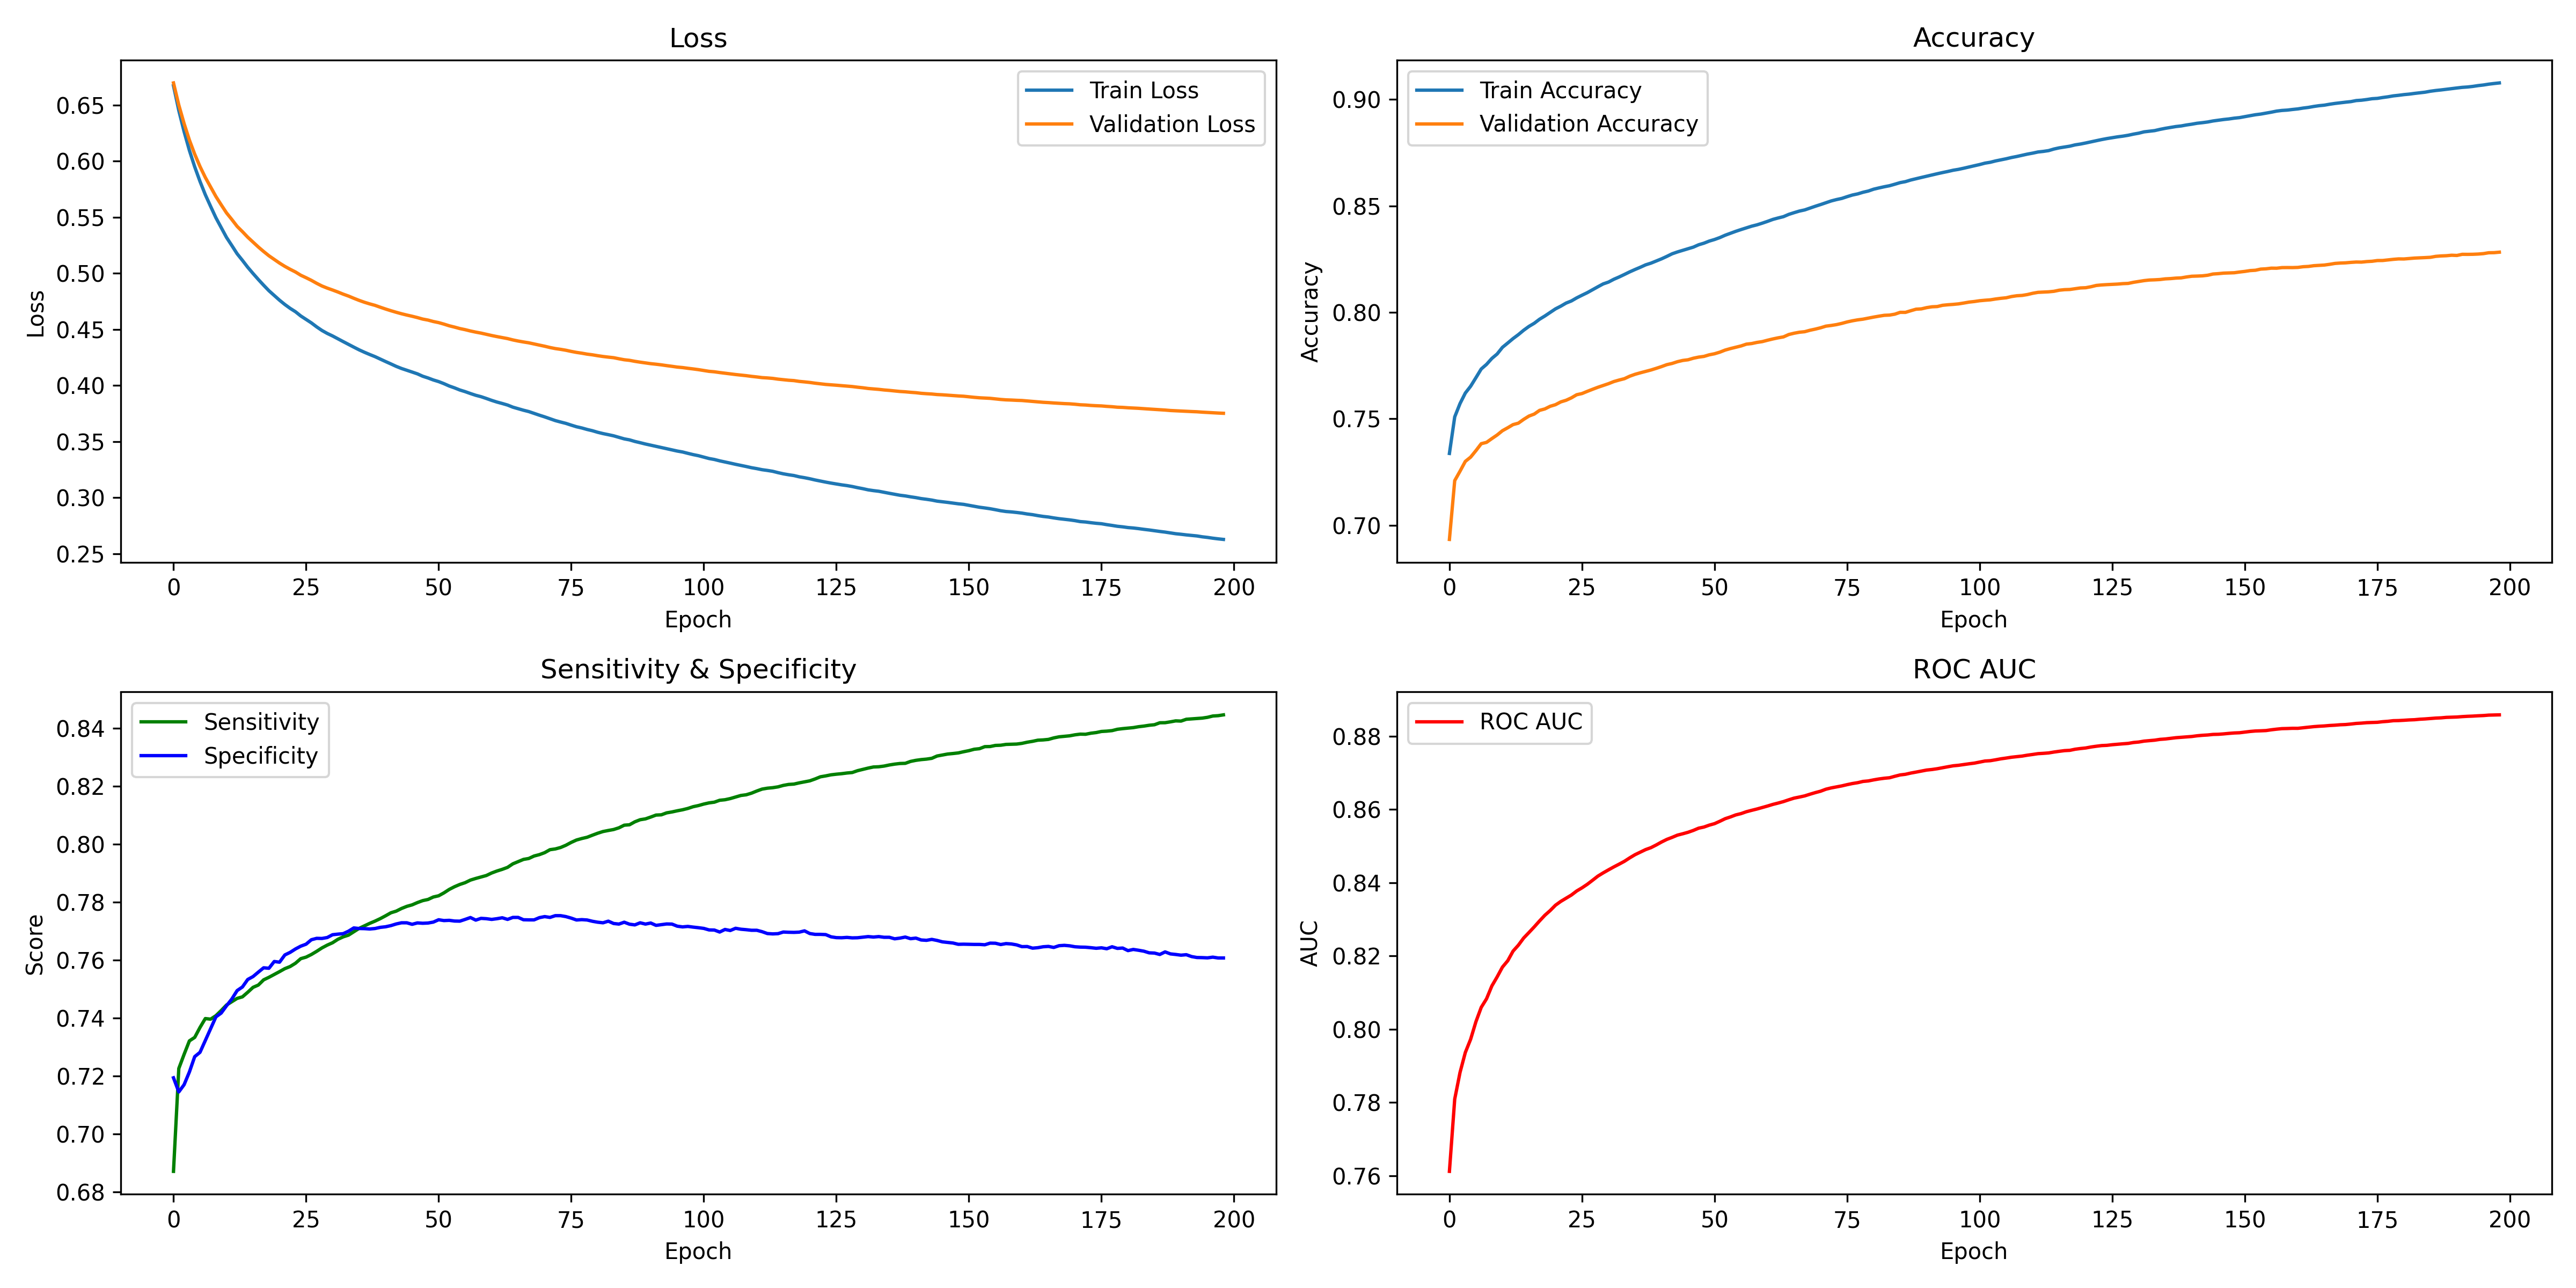 Loss
Train Loss
Validation Loss
0.65
0.60
0.55
0.50
0.45
0.40
0.35
0.30
0.25
Loss
0 25 50 75 100 125 150 175 200
Epoch
Accuracy
Train Accuracy
Validation Accuracy
0.90
0.85
0.80
0.75
0.70
Accuracy
0 25 50 75 100 125 150 175 200
Epoch
Sensitivity & Specificity
Sensitivity
Specificity
0.84
0.82
0.80
0.78
0.76
0.74
0.72
0.70
0.68
Score
0 25 50 75 100 125 150 175 200
Epoch
ROC AUC
ROC AUC
0.88
0.86
0.84
0.82
0.80
0.78
0.76
AUC
0 25 50 75 100 125 150 175 200
Epoch